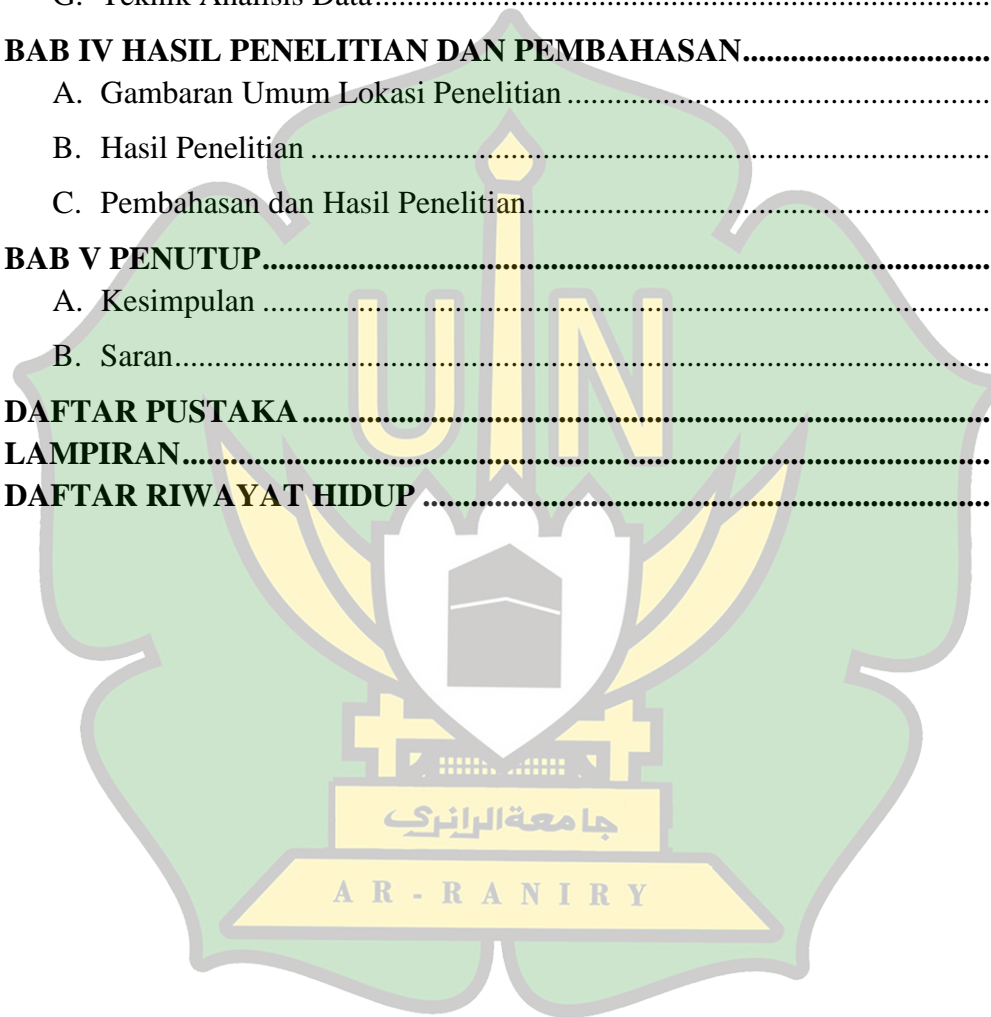 G. Teknik Analisis Data........................................................................
BAB IV HASIL PENELITIAN DAN PEMBAHASAN..............................
A. Gambaran Umum Lokasi Penelitian ................................................
B. Hasil Penelitian ................................................................................
C. Pembahasan dan Hasil Penelitian.....................................................
BAB V PENUTUP.................................................................................
A. Kesimpulan ......................................................................................
B. Saran.................................................................................................
DAFTAR PUSTAKA ............................................................................
LAMPIRAN...........................................................................................
DAFTAR RIWAYAT HIDUP ..............................................................
UIN
جامعة الرانري
AR-RANIRY